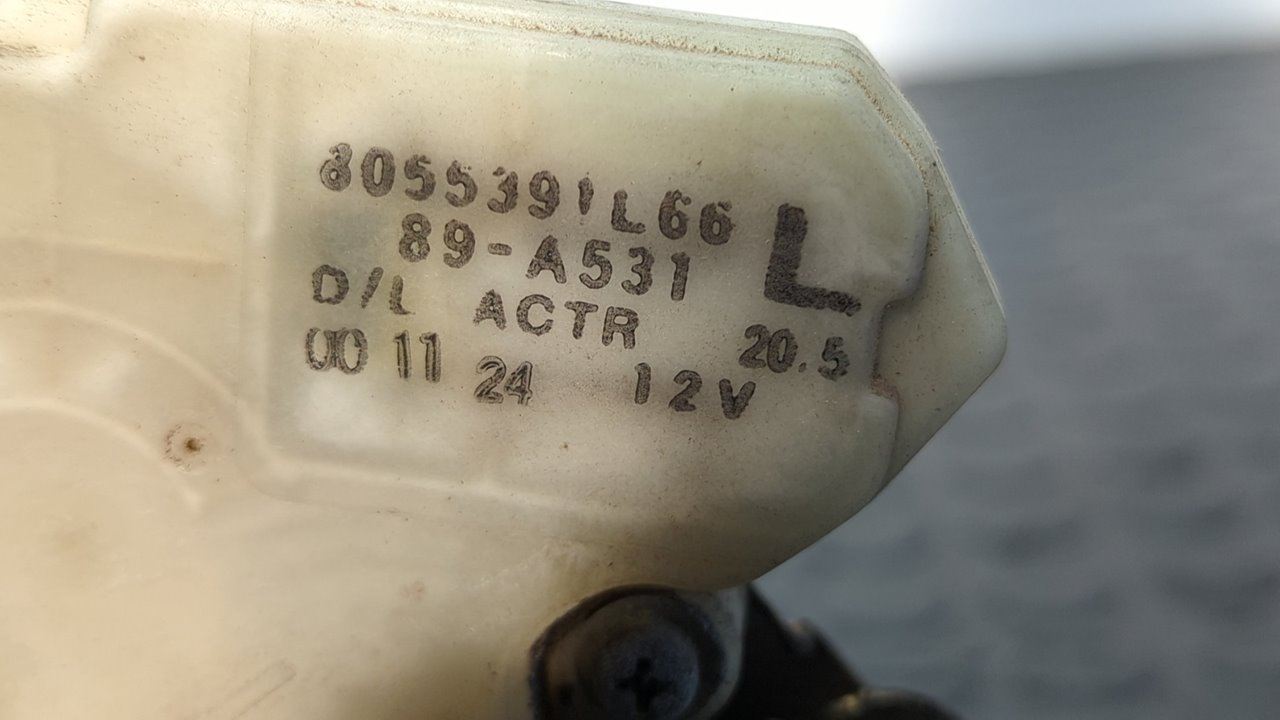 8055391L66
89-A531
L
D/L ACTR 20.5
00 11 24 12V